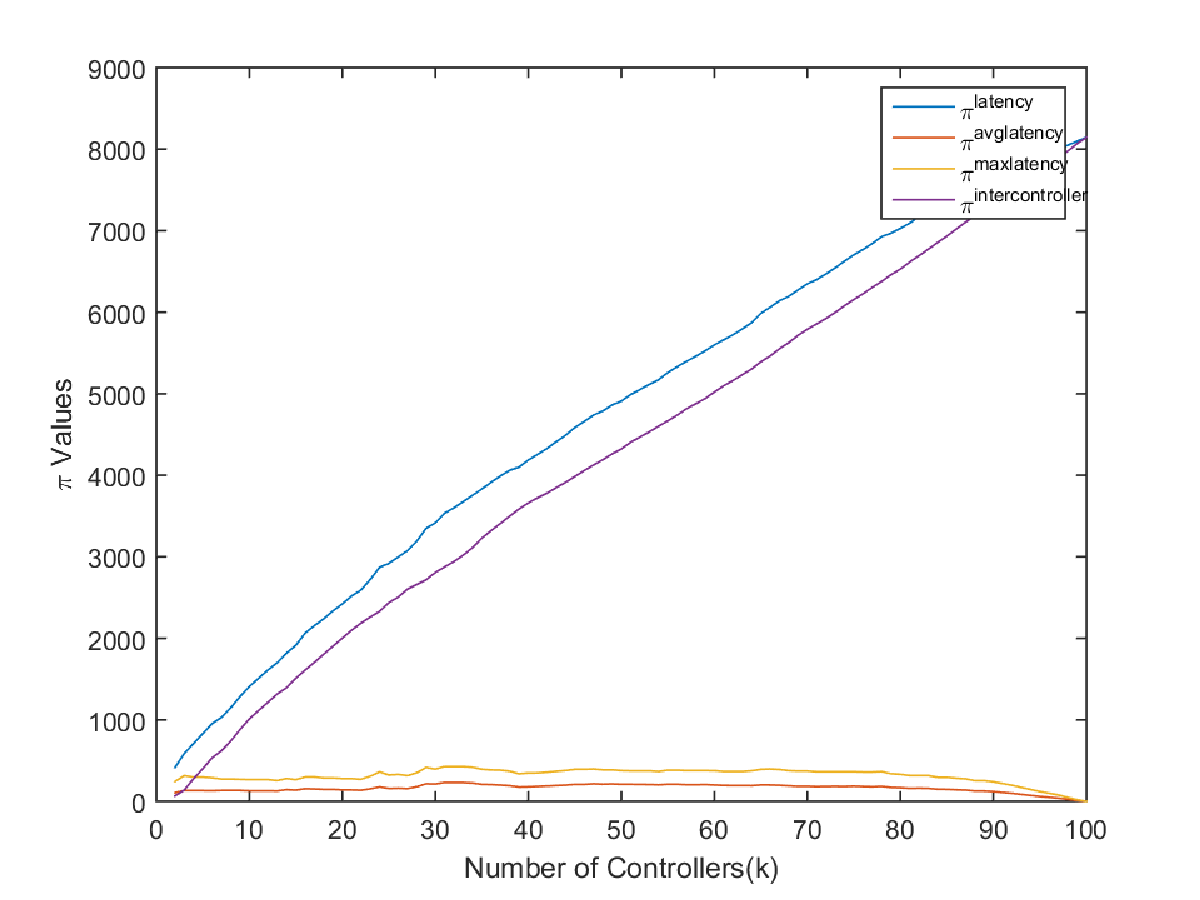 9000
8000
7000
6000
5000
4000
3000
2000
1000
0
π Values
π^latency
π^avglatency
π^maxlatency
π^intercontroller
0 10 20 30 40 50 60 70 80 90 100
Number of Controllers(k)